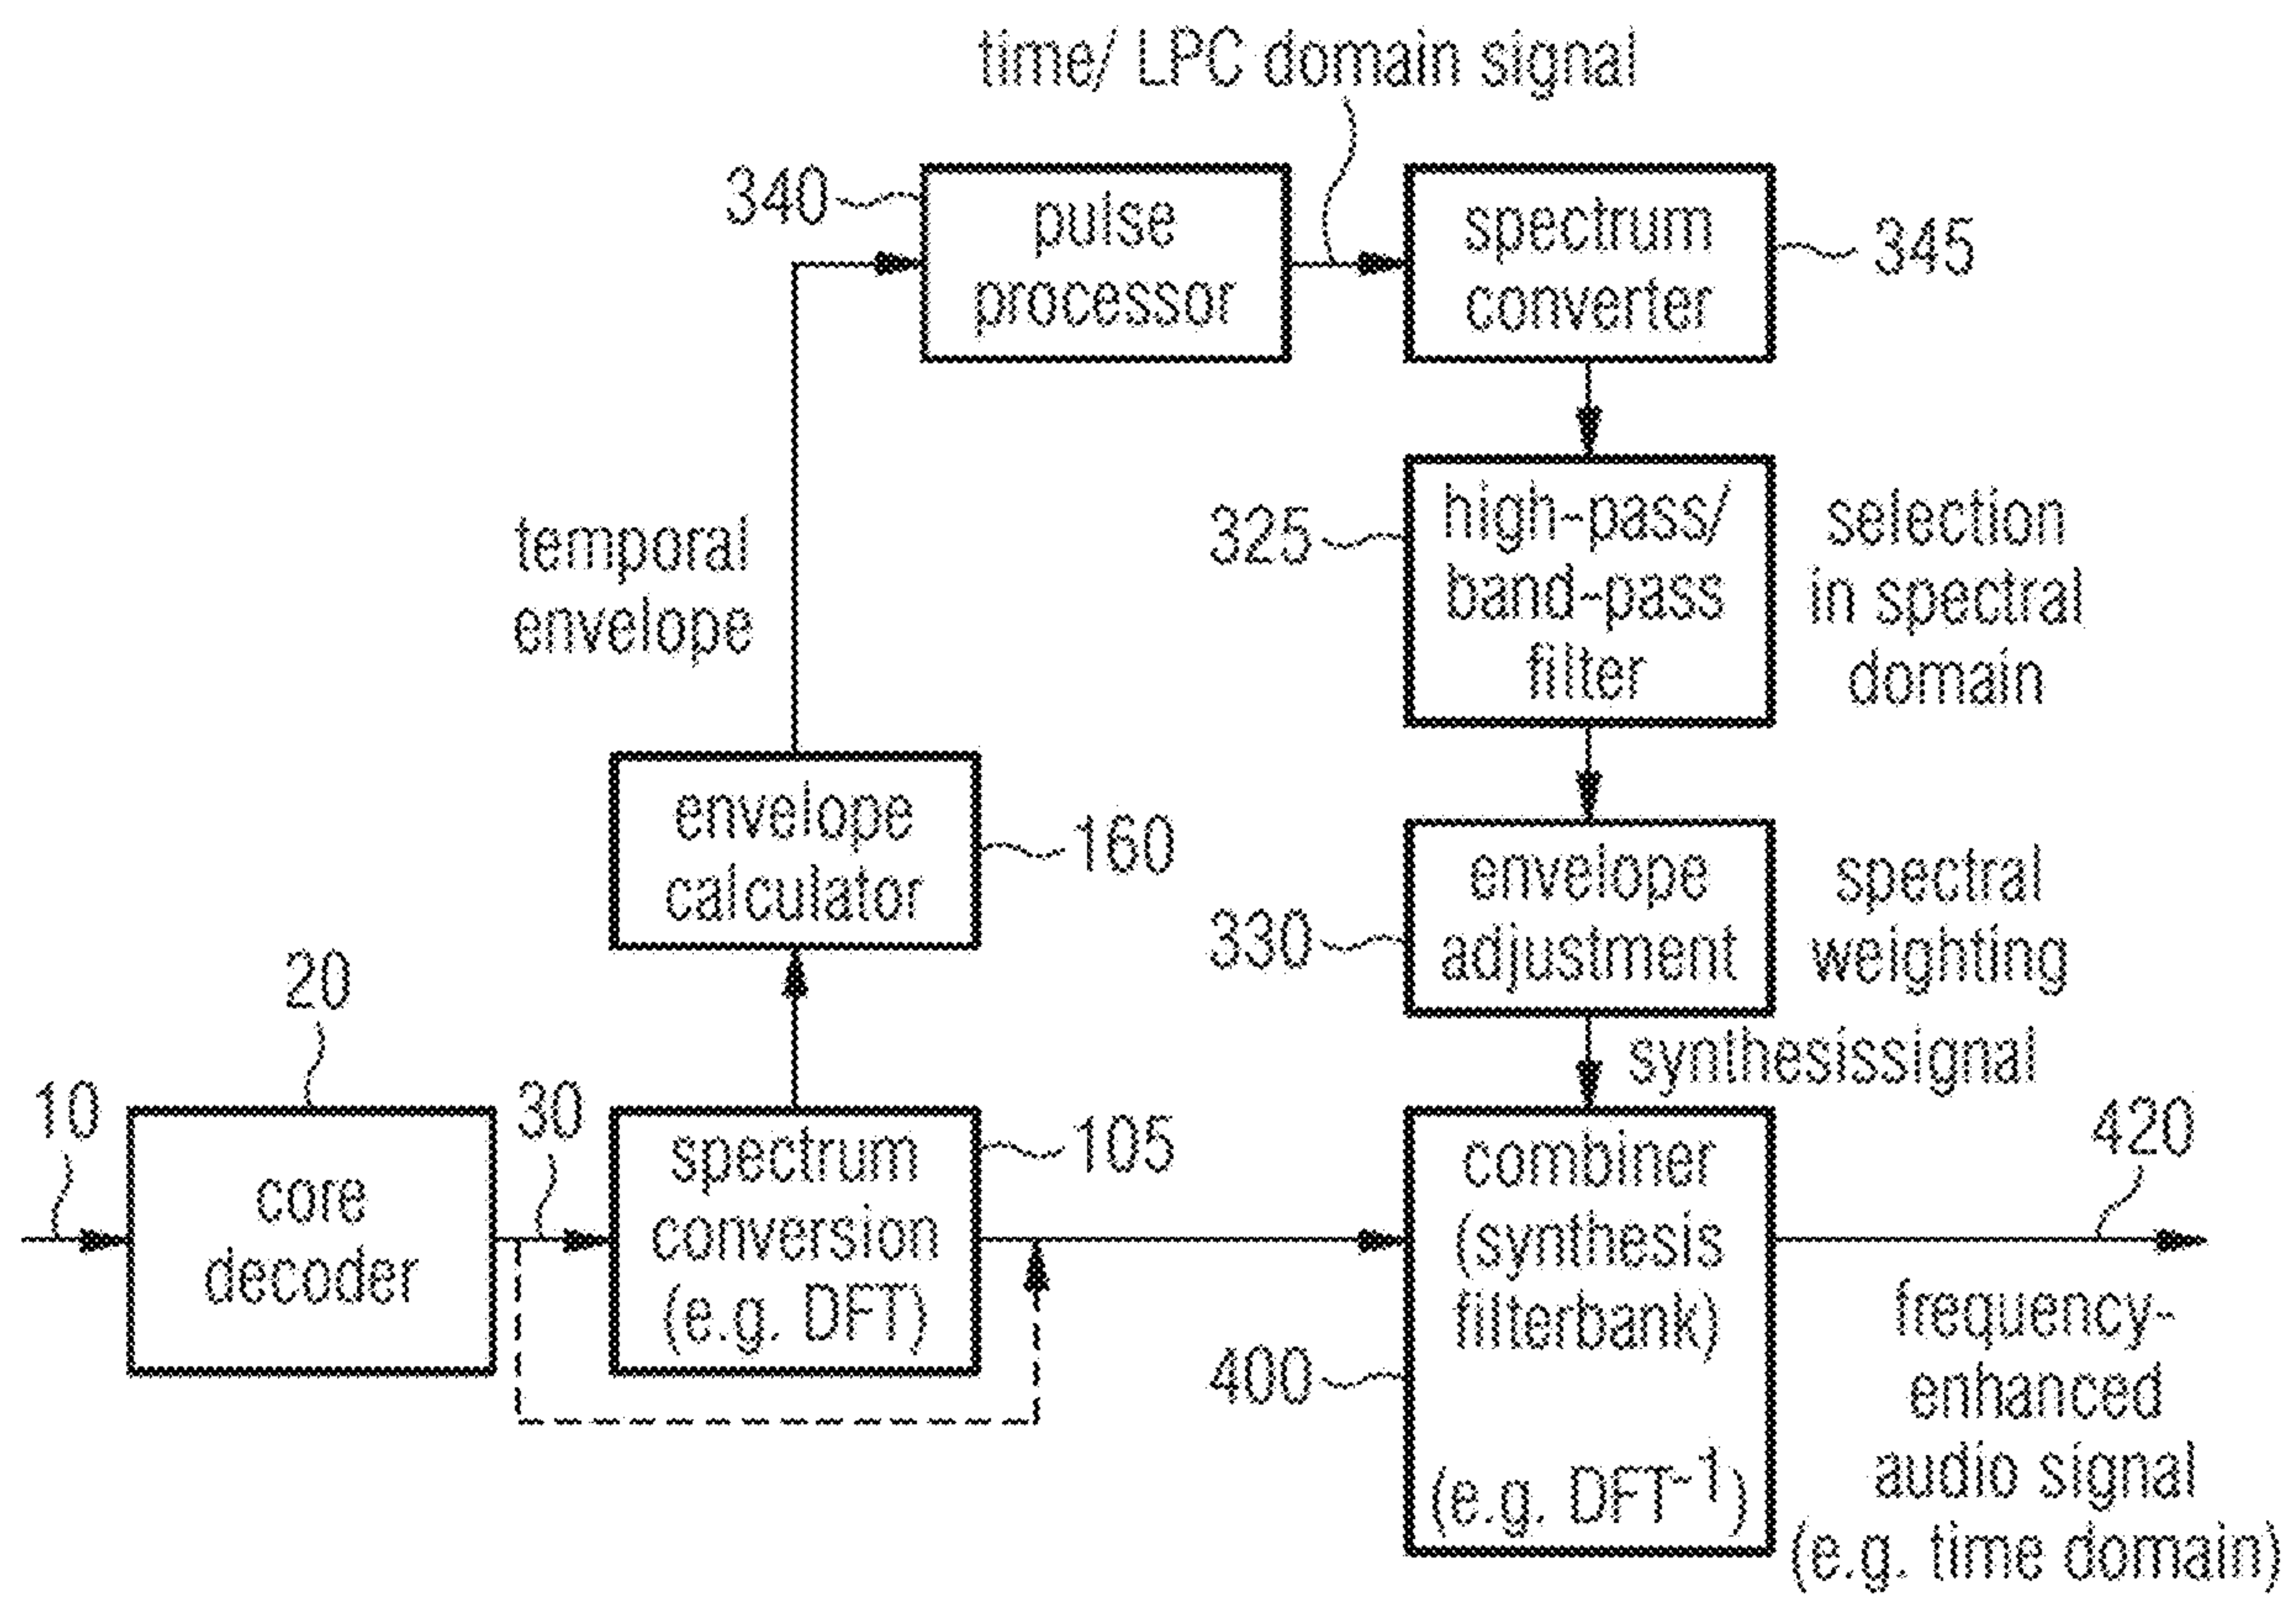 time/ LPC domain signal
340
pulse
processor
spectrum
converter
345
temporal
envelope
325
high-pass/
band-pass
filter
selection
in spectral
domain
envelope
calculator
160
330
envelope
adjustment
spectral
weighting
synthesissignal
10
20
core
decoder
30
spectrum
conversion
(e.g. DFT)
105
400
combiner
(synthesis
filterbank)
(e.g. DFT-1)
420
frequency-
enhanced
audio signal
(e.g. time domain)